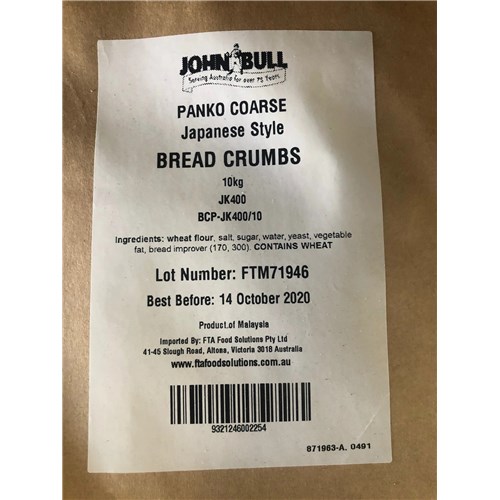 JOHN BULL
Serving Australia for over 75 Years
PANKO COARSE
Japanese Style
BREAD CRUMBS
10kg
JK400
BCP-JK400/10
Ingredients: wheat flour, salt, sugar, water, yeast, vegetable
fat, bread improver (170, 300). CONTAINS WHEAT
Lot Number: FTM71946
Best Before: 14 October 2020
Product of Malaysia
Imported By: FTA Food Solutions Pty Ltd
41-45 Slough Road, Altona, Victoria 3018 Australia
www.ftafoodsolutions.com.au
9321246002254
871983-A. 0491